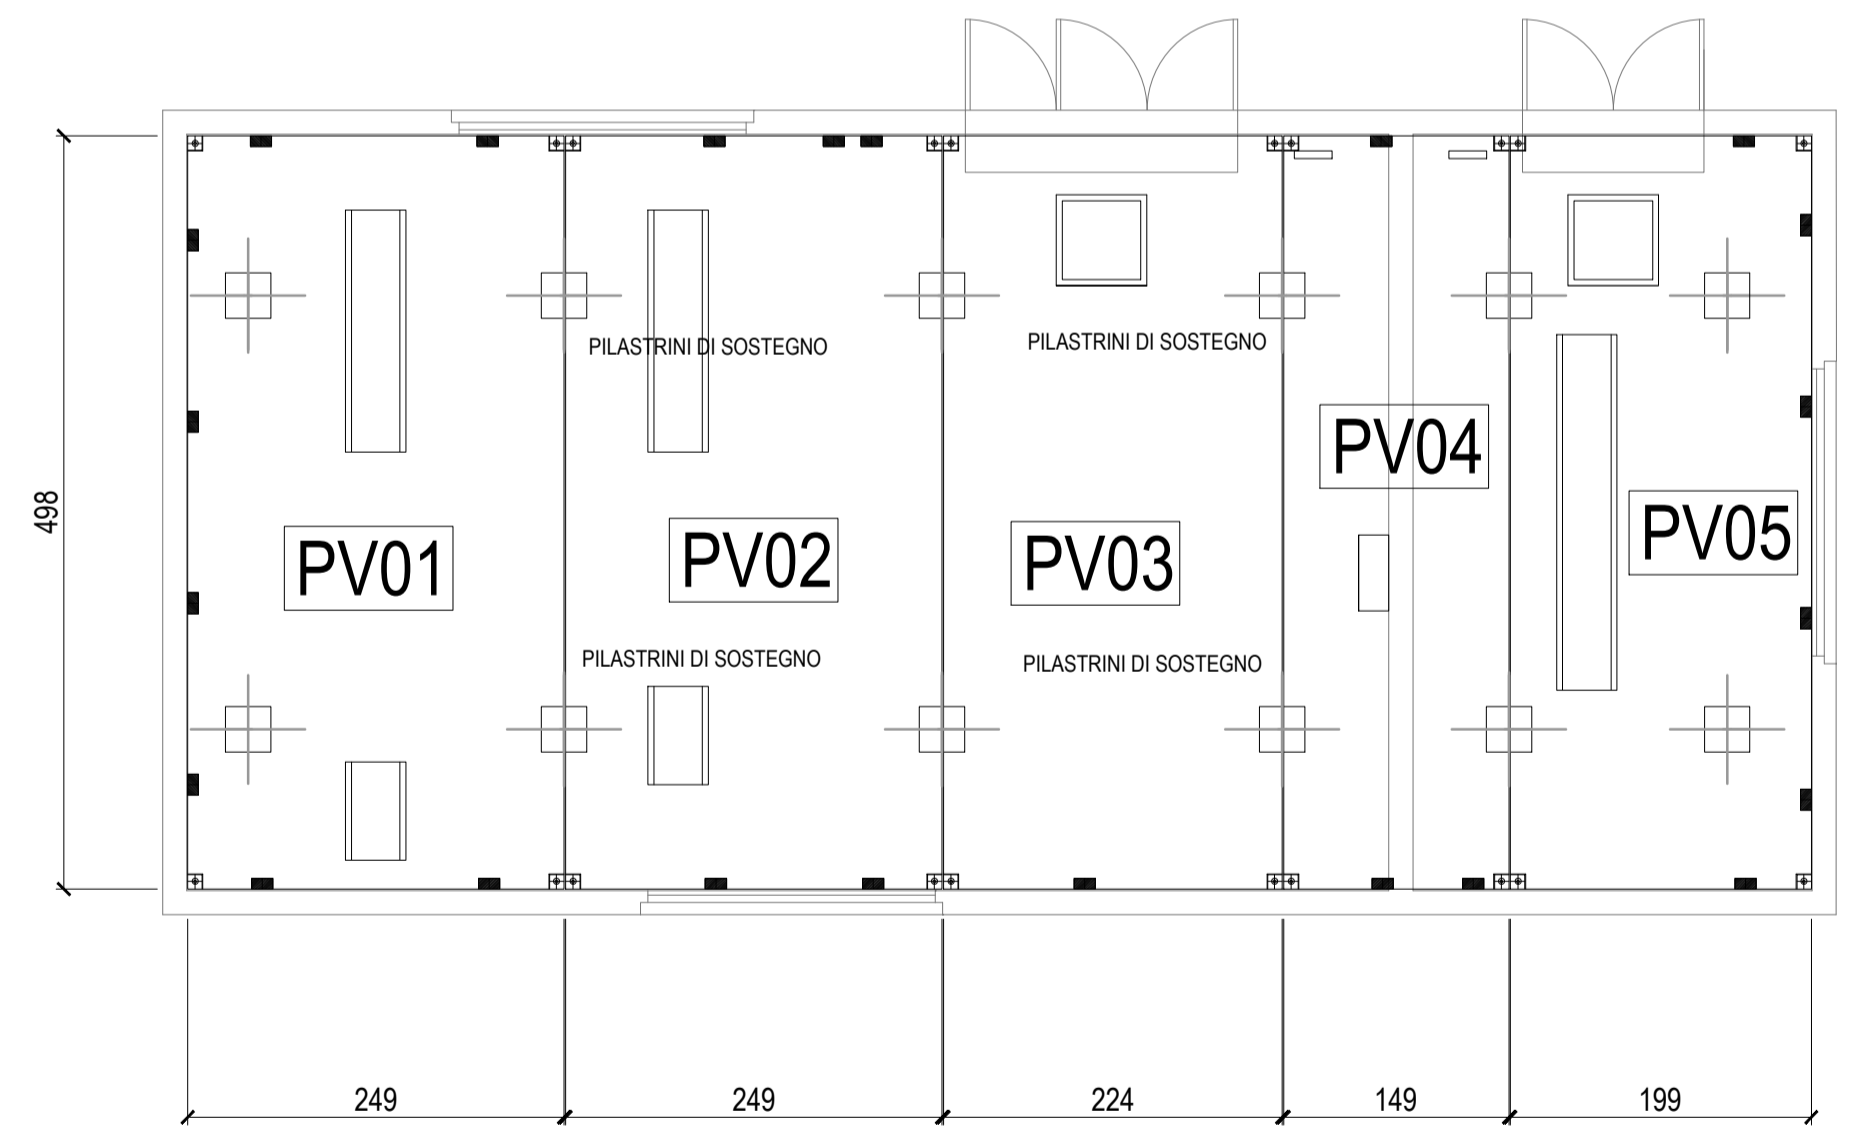 PILASTRINI DI SOSTEGNO
PILASTRINI DI SOSTEGNO
PV04
498
PV01
PV02
PV03
PV05
PILASTRINI DI SOSTEGNO
PILASTRINI DI SOSTEGNO
249
249
224
149
199